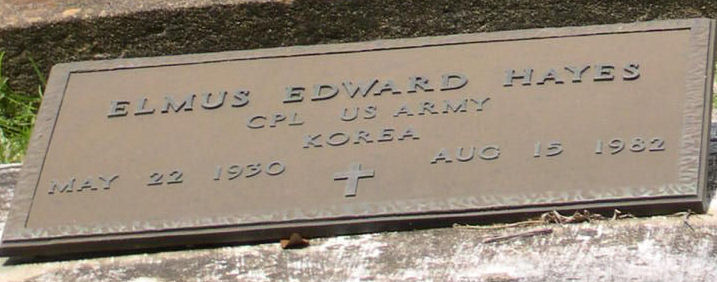 ELMUS EDWARD HAYES
CPL US ARMY
KOREA
MAY 22 1930 AUG 15 1982